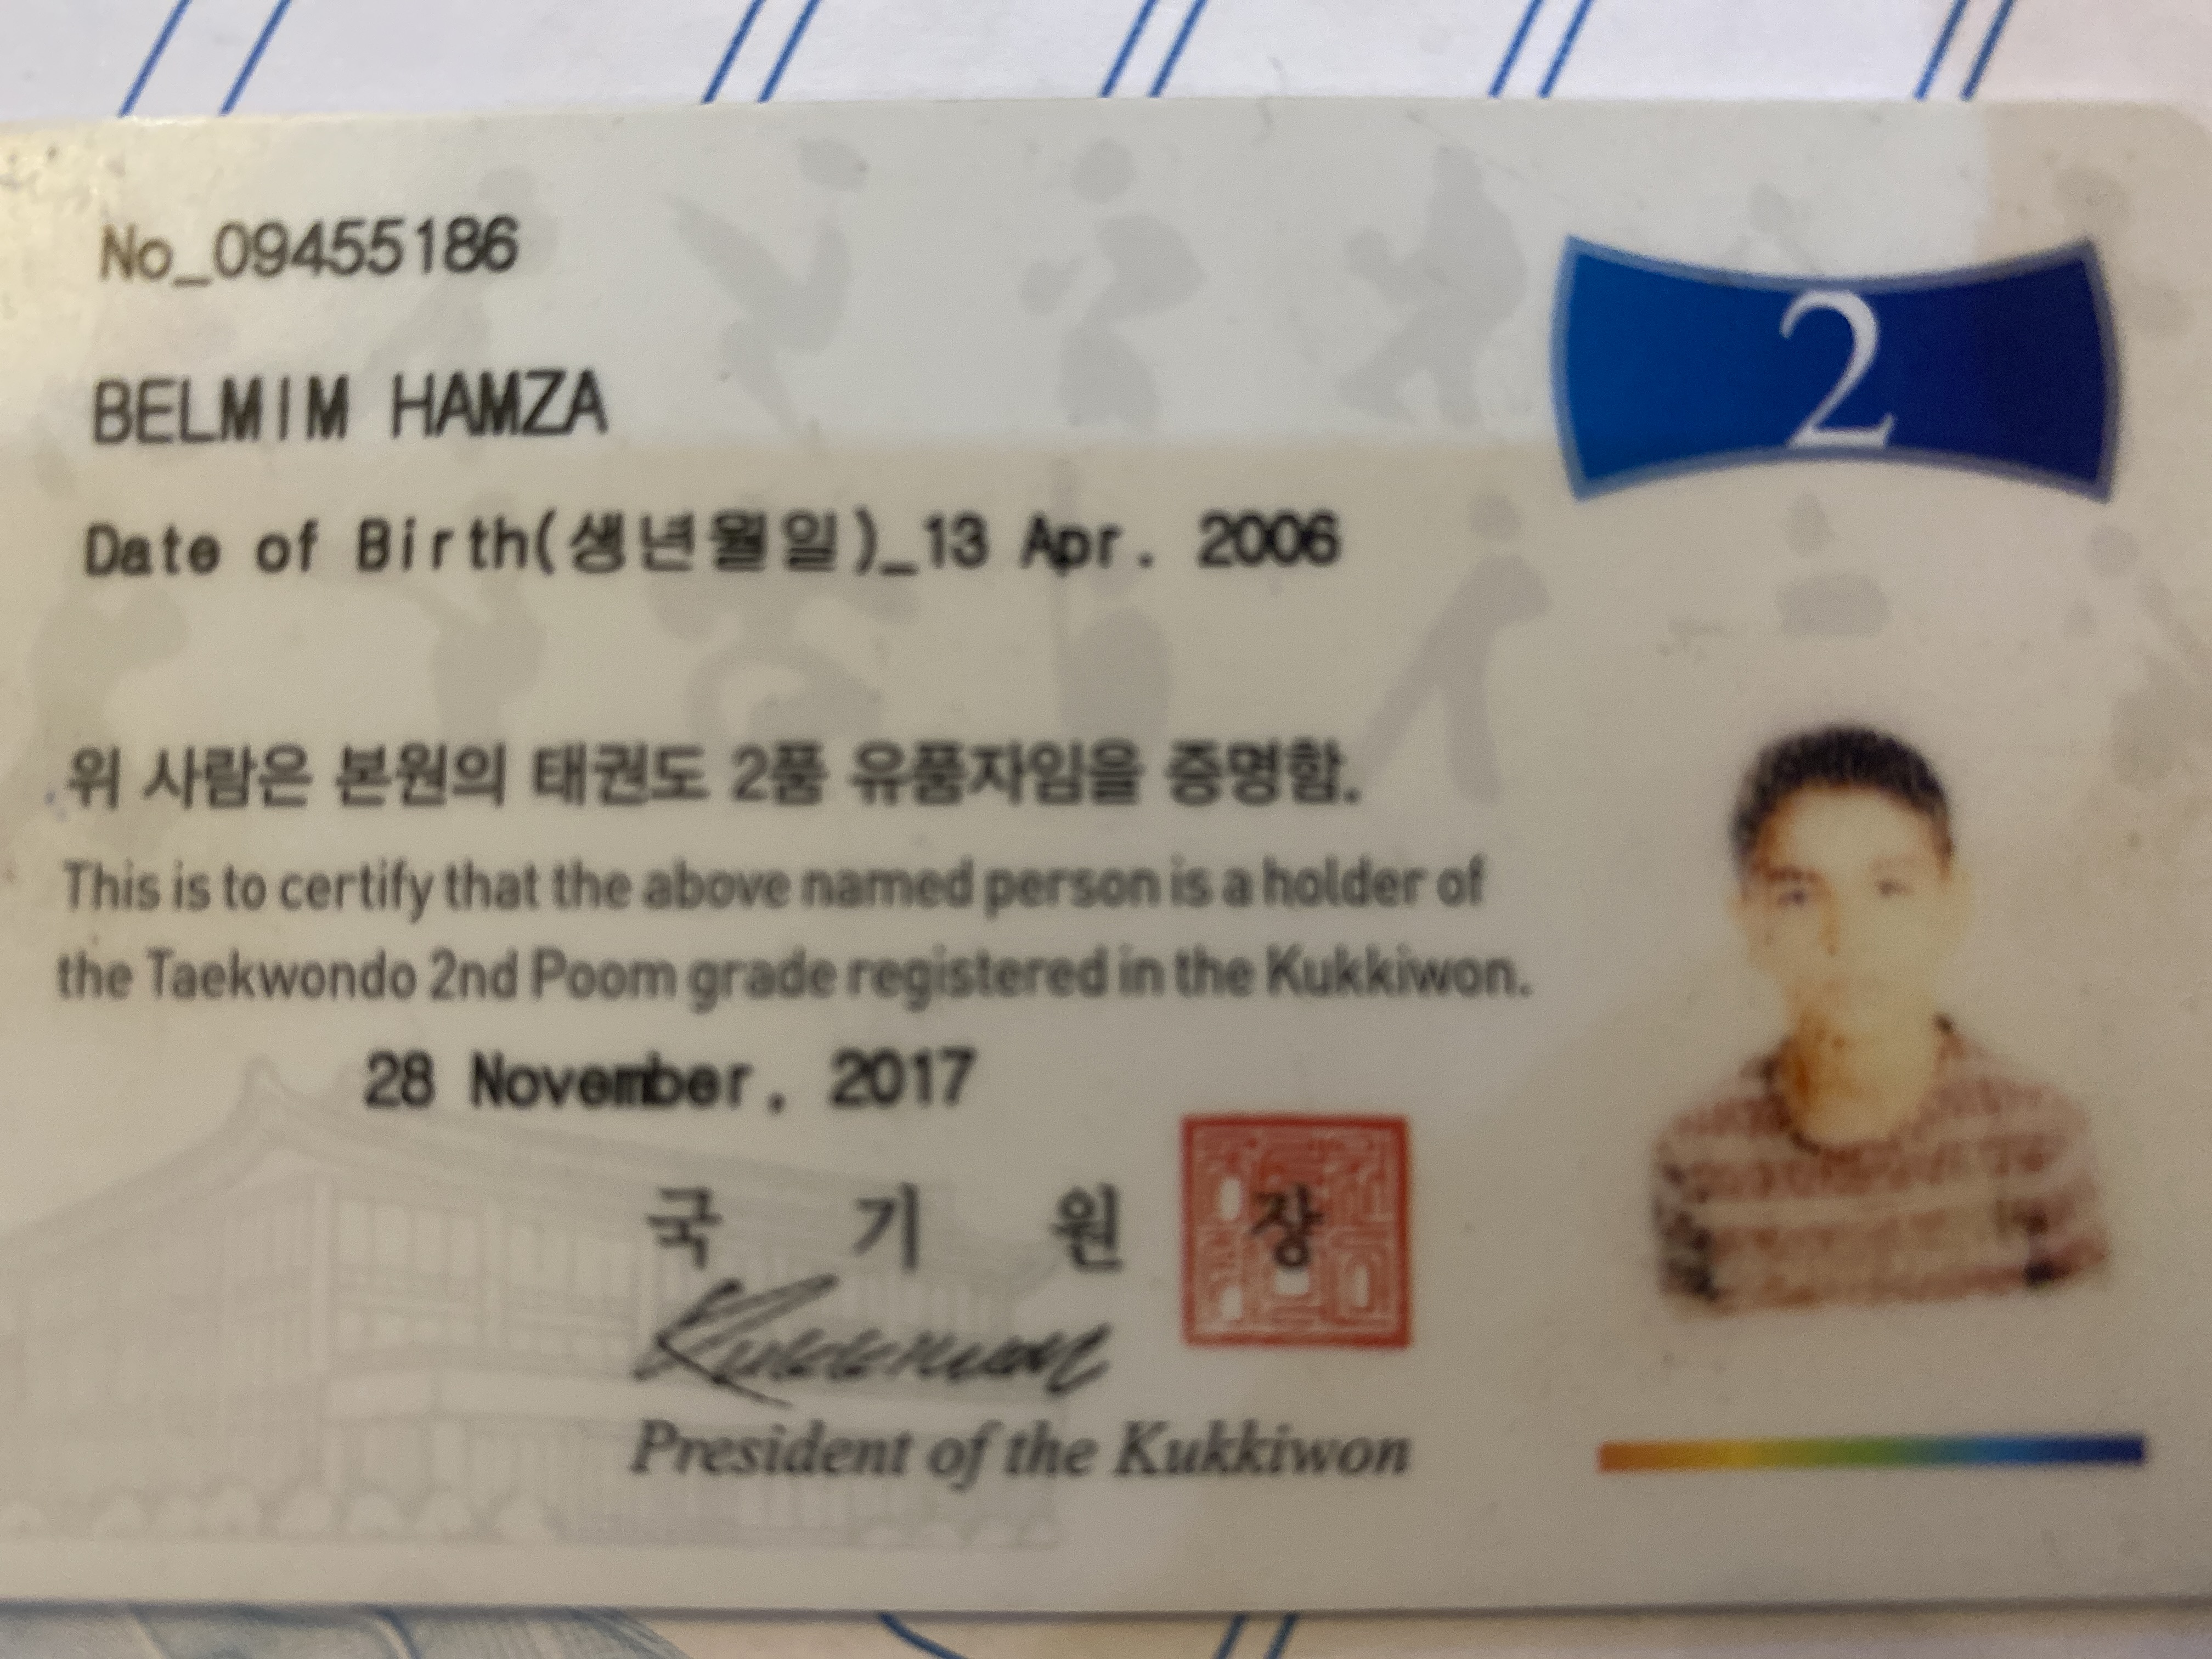 No_09455186
2
BELMIM HAMZA
Date of Birth(생년월일)_13 Apr. 2006
위 사람은 본원의 태권도 2품 유품자임을 증명함.
This is to certify that the above named person is a holder of
the Taekwondo 2nd Poom grade registered in the Kukkiwon.
28 November, 2017
국 기 원 장
Kukkiwon
President of the Kukkiwon